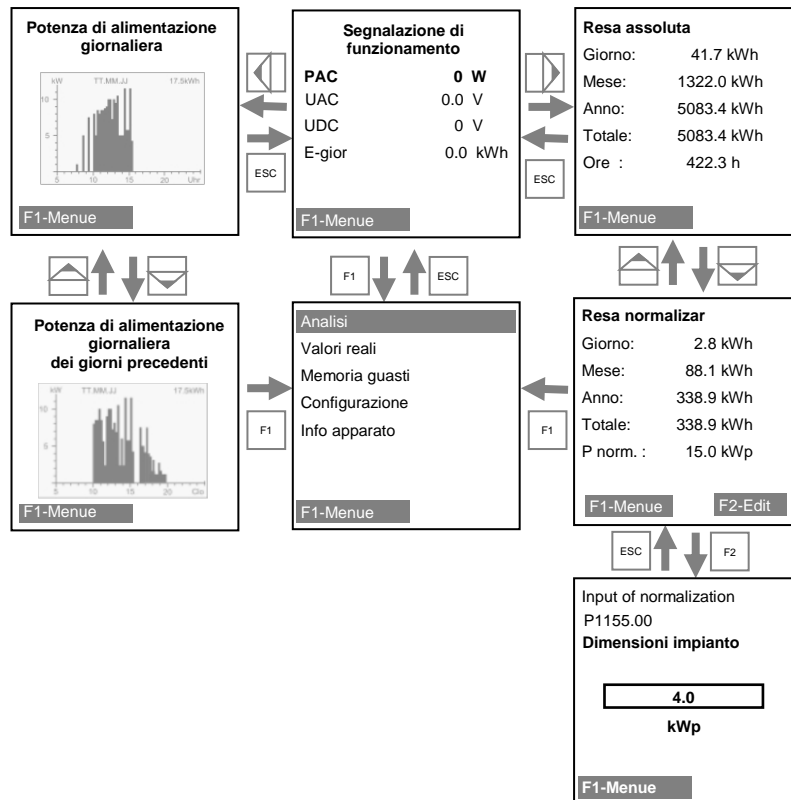 Potenza di alimentazione
giornaliera
kW TT.MM.JJ 17.5kWh
10
5
5 10 15 20 Uhr
F1-Menue
Segnalazione di
funzionamento
PAC 0 W
UAC 0.0 V
UDC 0 V
E-gior 0.0 kWh
F1-Menue
ESC
ESC
Resa assoluta
Giorno: 41.7 kWh
Mese: 1322.0 kWh
Anno: 5083.4 kWh
Totale: 5083.4 kWh
Ore : 422.3 h
F1-Menue
F1
ESC
Potenza di alimentazione
giornaliera
dei giorni precedenti
kW TT.MM.JJ 17.5kWh
10
5
5 10 15 20
F1-Menue
F1
Analisi
Valori reali
Memoria guasti
Configurazione
Info apparato
F1-Menue
F1
Resa normalizar
Giorno: 2.8 kWh
Mese: 88.1 kWh
Anno: 338.9 kWh
Totale: 338.9 kWh
P norm. : 15.0 kWp
F1-Menue F2-Edit
ESC
F2
Input of normalization
P1155.00
Dimensioni impianto
4.0
kWp
F1-Menue